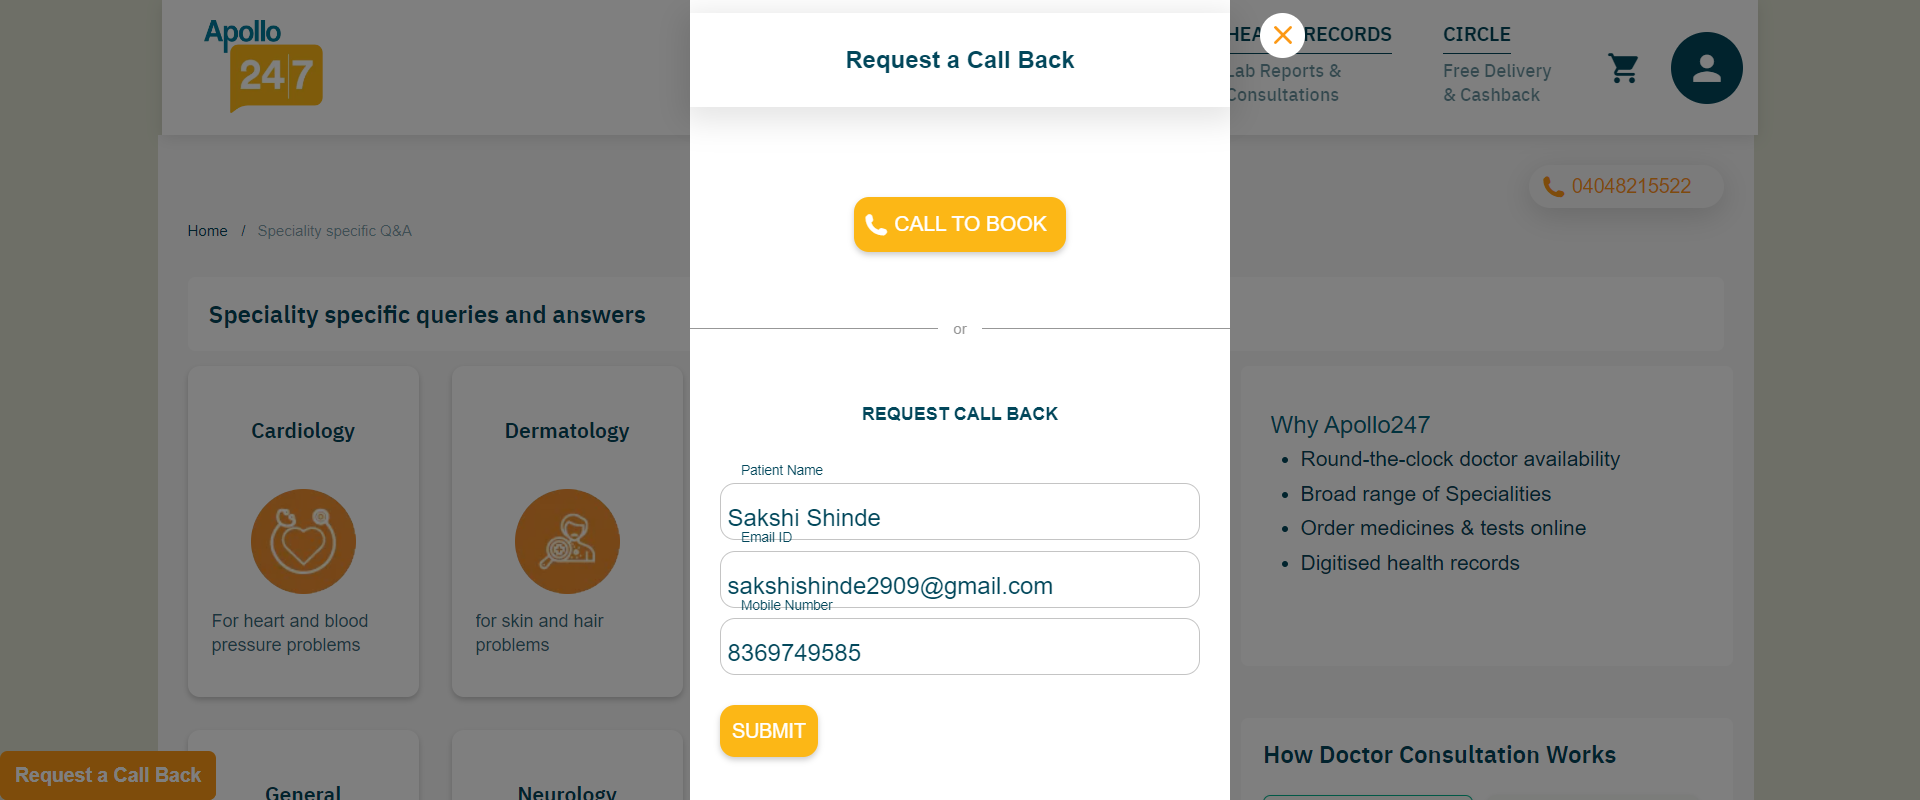 Apollo
24|7
Request a Call Back
RECORDS
Lab Reports &
Consultations
CIRCLE
Free Delivery
& Cashback
04048215522
CALL TO BOOK
Home / Speciality specific Q&A
Speciality specific queries and answers
or
REQUEST CALL BACK
Patient Name
Sakshi Shinde
Email ID
sakshishinde2909@gmail.com
Mobile Number
8369749585
SUBMIT
Cardiology
For heart and blood
pressure problems
Dermatology
for skin and hair
problems
Why Apollo247
Round-the-clock doctor availability
Broad range of Specialities
Order medicines & tests online
Digitised health records
How Doctor Consultation Works
Request a Call Back
General
Neurology